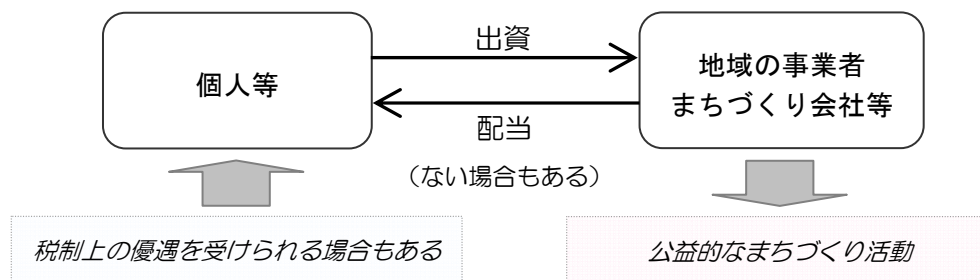 出資
個人等
地域の事業者
まちづくり会社等
配当
（ない場合もある）
税制上の優遇を受けられる場合もある
公益的なまちづくり活動